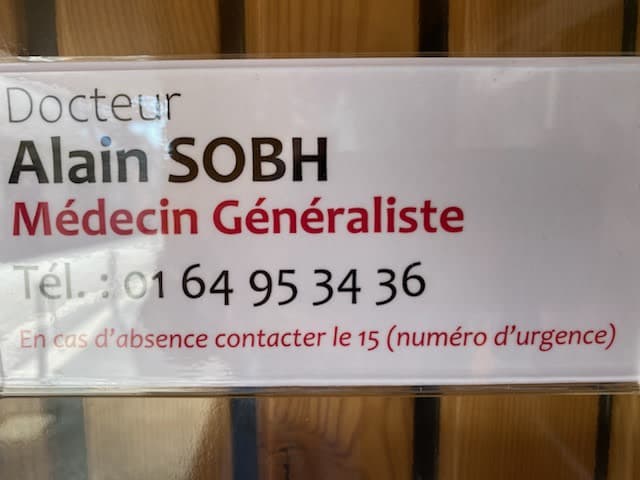 Docteur
Alain SOBH
Médecin Généraliste
Tél. : 01 64 95 34 36
En cas d'absence contacter le 15 (numéro d'urgence)